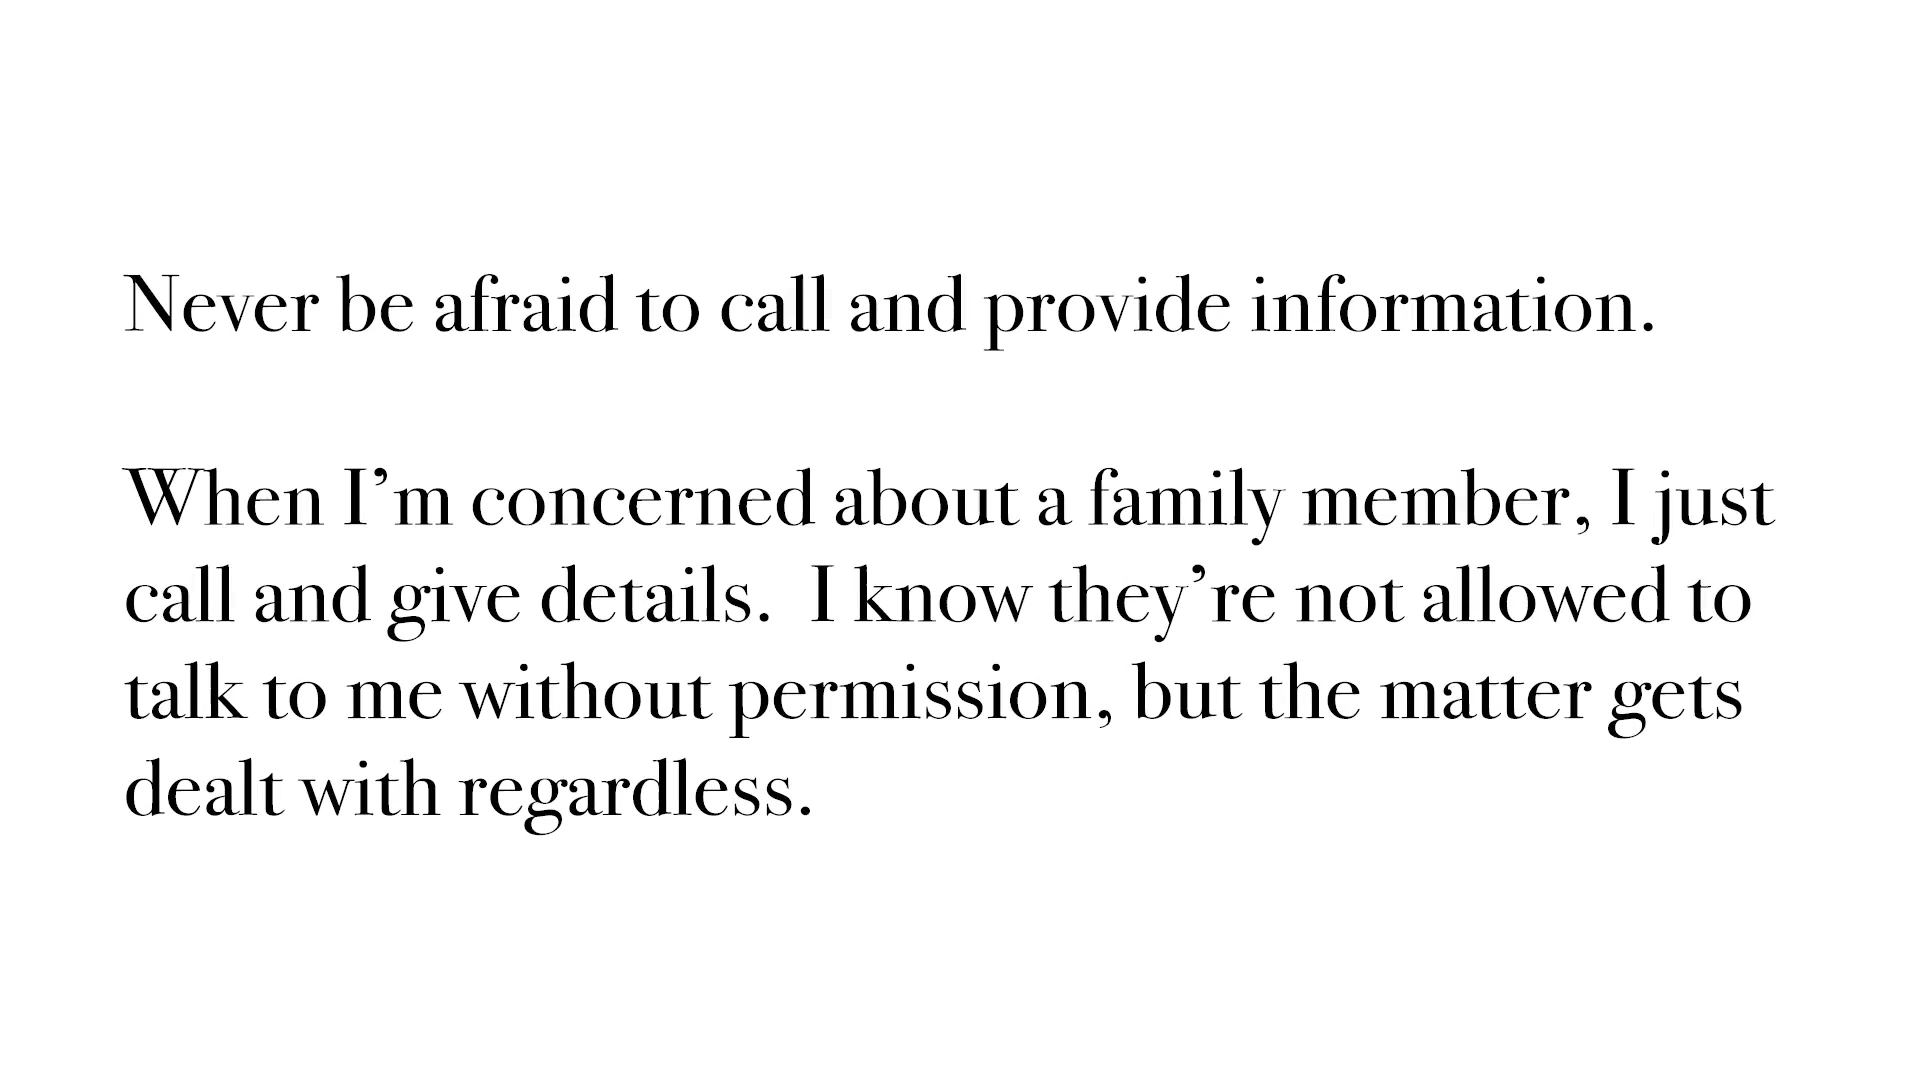 Never be afraid to call and provide information.
When I’m concerned about a family member, I just
call and give details.  I know they’re not allowed to
talk to me without permission, but the matter gets
dealt with regardless.